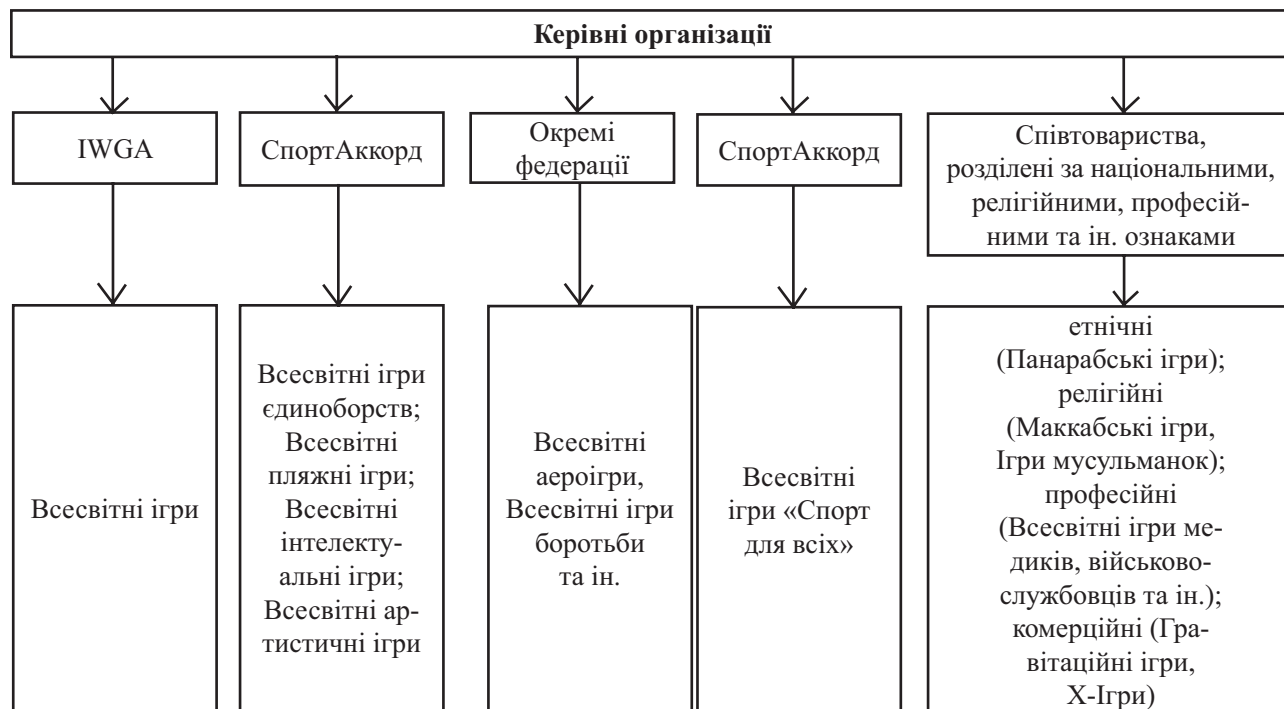 Керівні організації
IWGA
СпортАккорд
Окремі
федерації
СпортАккорд
Співтовариства,
розділені за національними,
релігійними, професій-
ними та ін. ознаками
Всесвітні ігри
Всесвітні ігри
єдиноборств;
Всесвітні
пляжні ігри;
Всесвітні
інтелекту-
альні ігри;
Всесвітні ар-
тистичні ігри
Всесвітні
аероігри,
Всесвітні ігри
боротьби
та ін.
Всесвітні
ігри «Спорт
для всіх»
етнічні
(Панарабські ігри);
релігійні
(Маккабські ігри,
Ігри мусульманок);
професійні
(Всесвітні ігри ме-
диків, військово-
службовців та ін.);
комерційні (Гра-
вітаційні ігри,
Х-Ігри)